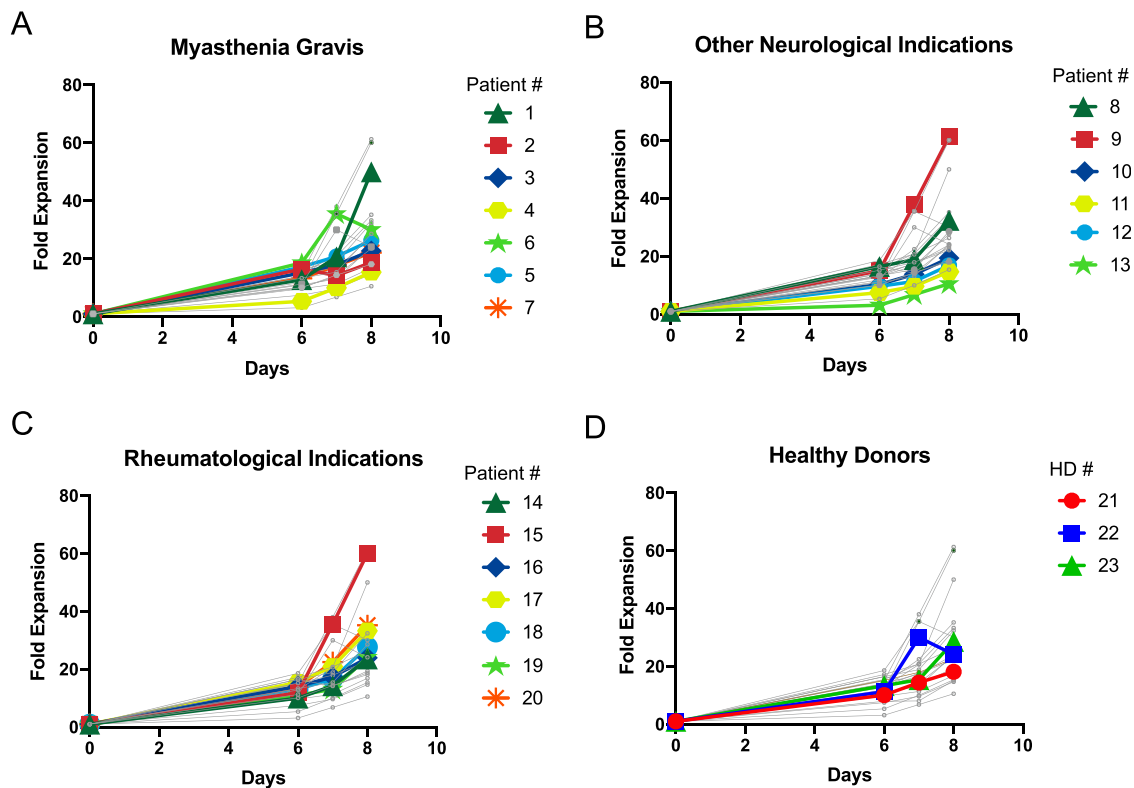 A
Myasthenia Gravis
Fold Expansion
80
60
40
20
0
0 2 4 6 8 10
Days
Patient #
1
2
3
4
6
5
7
B
Other Neurological Indications
Fold Expansion
80
60
40
20
0
0 2 4 6 8 10
Days
Patient #
8
9
10
11
12
13
C
Rheumatological Indications
Fold Expansion
80
60
40
20
0
0 2 4 6 8 10
Days
Patient #
14
15
16
17
18
19
20
D
Healthy Donors
Fold Expansion
80
60
40
20
0
0 2 4 6 8 10
Days
HD #
21
22
23